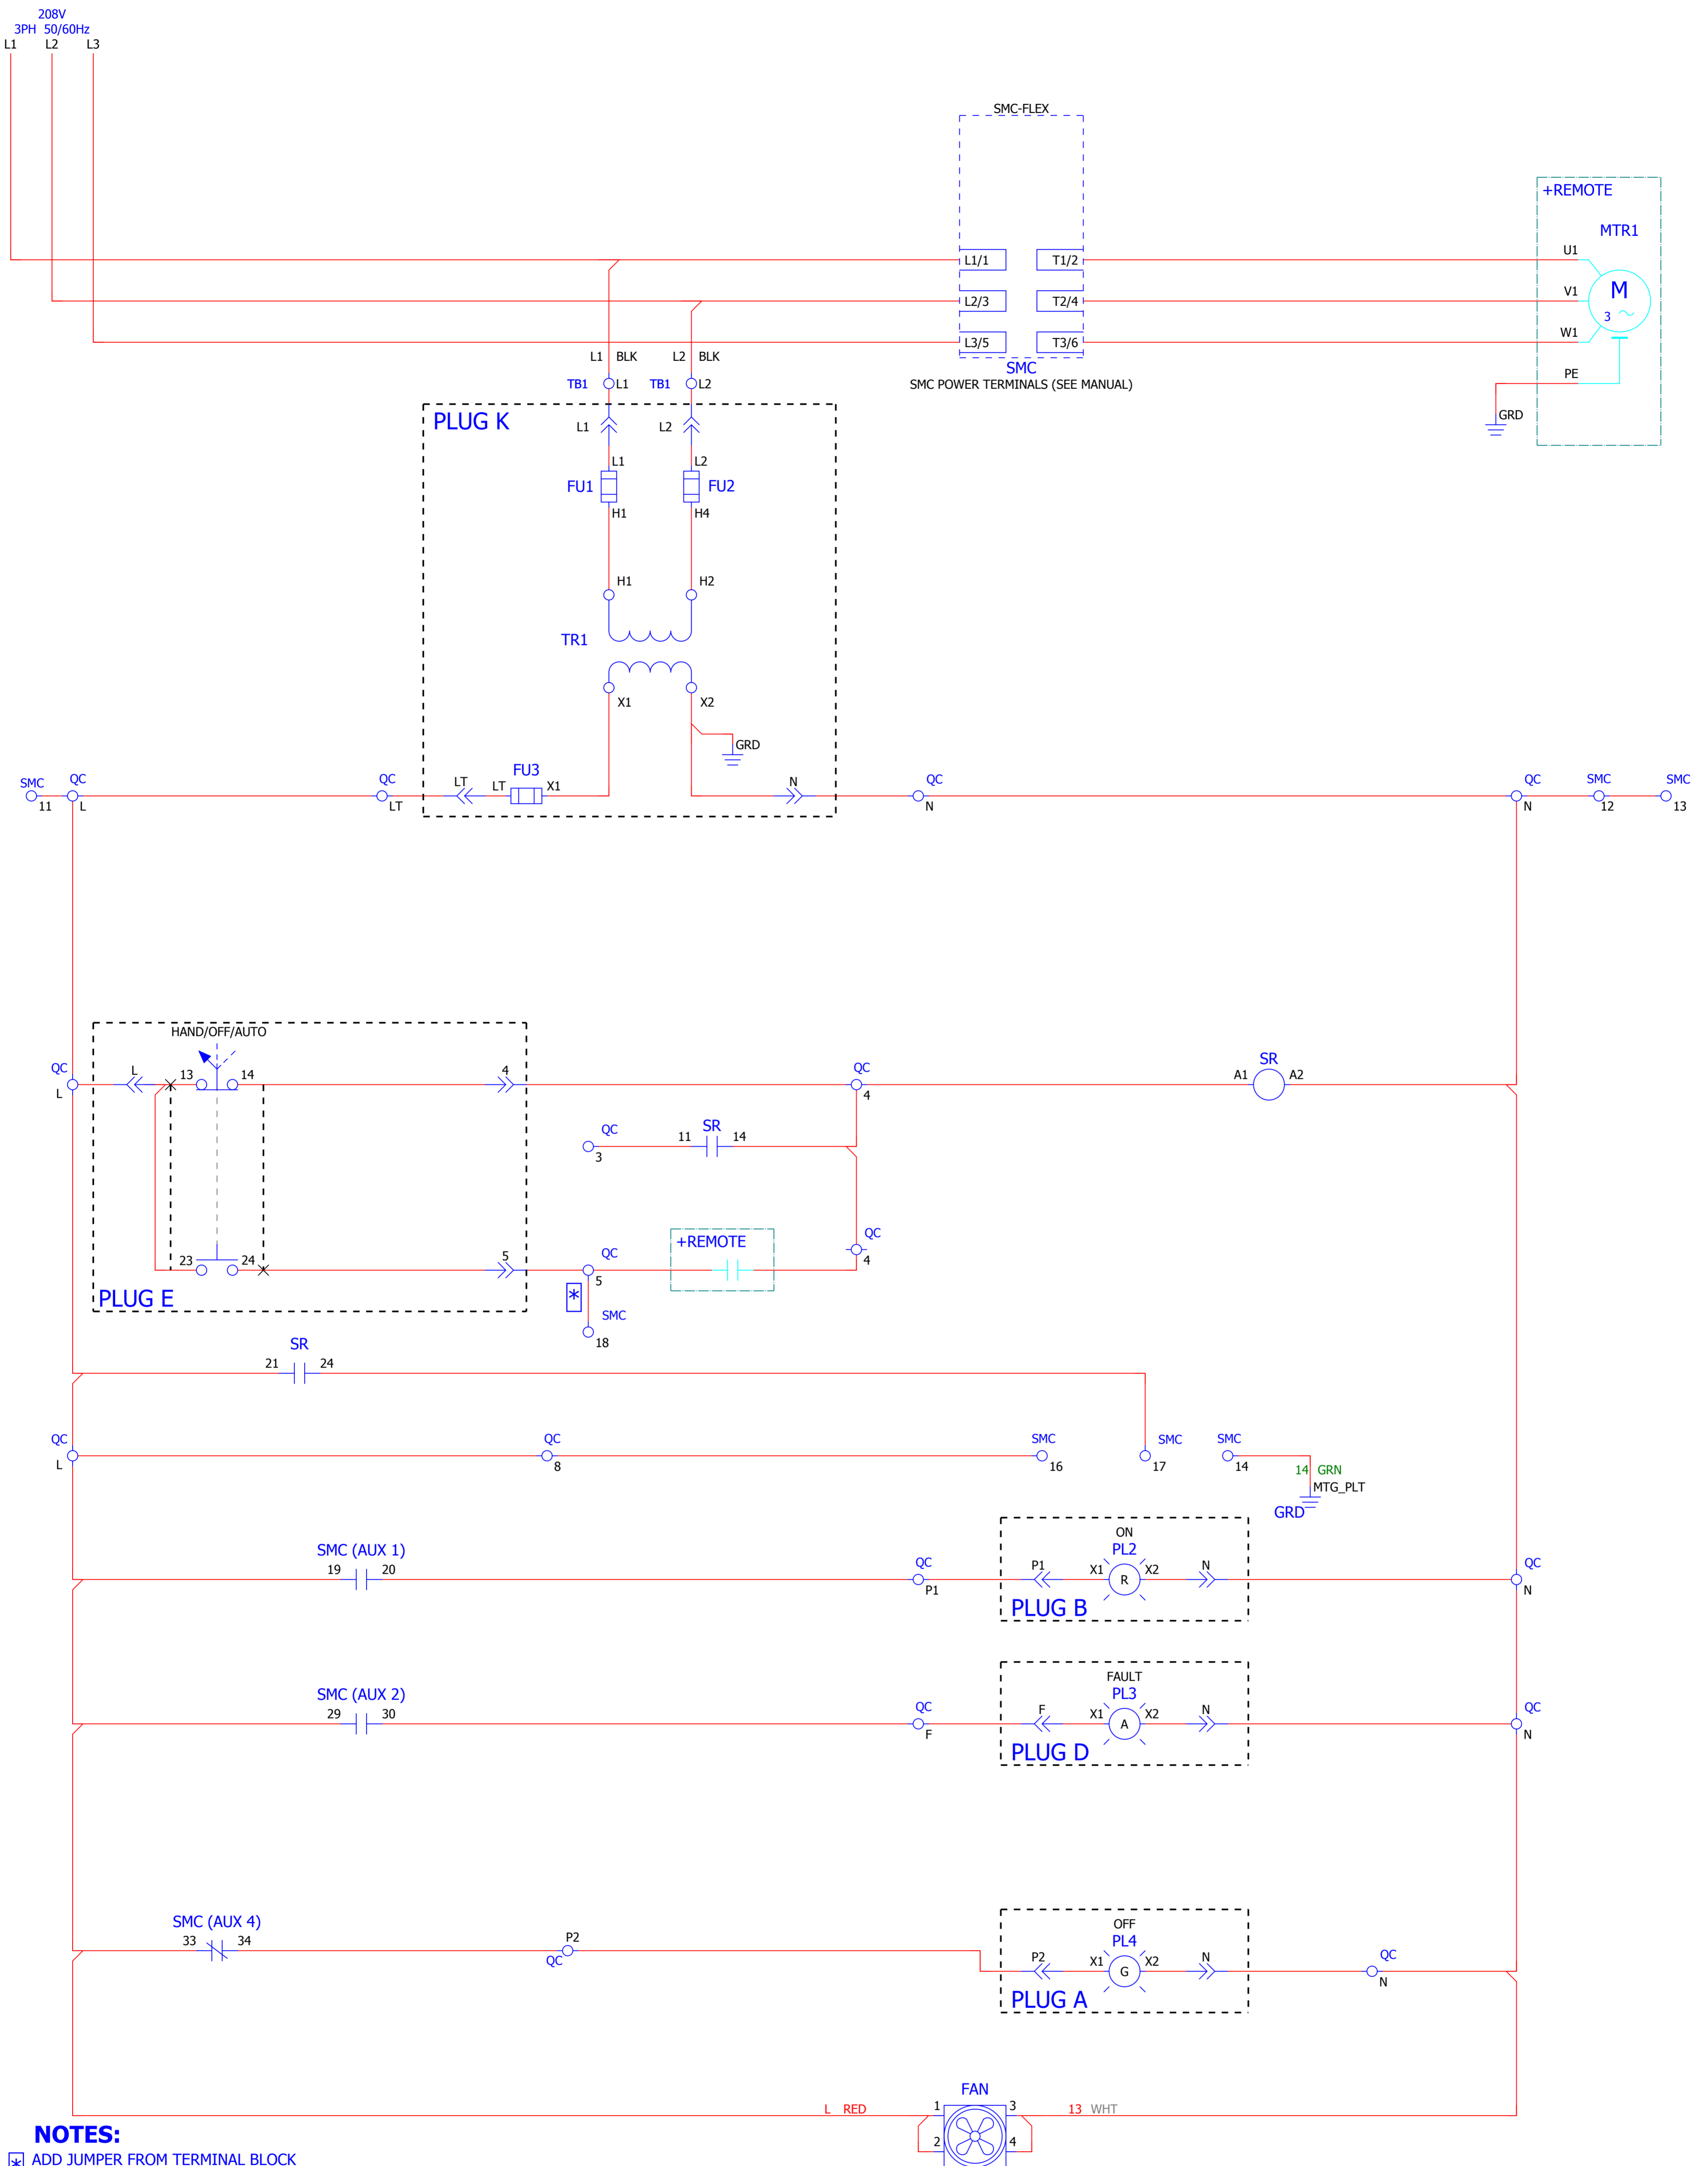 208V
3PH 50/60Hz
L1 L2 L3
SMC-FLEX
+REMOTE
MTR1
L1/1 T1/2 U1
L2/3 T2/4 V1
M
3
L3/5 T3/6 W1
SMC
SMC POWER TERMINALS (SEE MANUAL)
PE
GRD
L1 BLK L2 BLK
TB1 L1 TB1 L2
PLUG K
L1 L2
L1 L2
FU1 FU2
H1 H4
H1 H2
TR1
X1 X2
GRD
SMC QC QC LT LT FU3 X1 N QC QC SMC SMC
11 L LT N N 12 13
HAND/OFF/AUTO
QC L 13 14 4 QC SR
L 4 A1 A2
QC 11 SR 14
3
+REMOTE QC
23 24 5 QC 4
5
PLUG E
*
SMC
18
SR
21 24
QC QC SMC SMC SMC
L 8 16 17 14
14 GRN
MTG_PLT
GRD
ON
SMC (AUX 1) PL2
19 20 QC P1 X1 R X2 N QC
P1 N
PLUG B
FAULT
SMC (AUX 2) PL3
29 30 QC F X1 A X2 N QC
F N
PLUG D
OFF
SMC (AUX 4) PL4
33 34 P2 QC P2 X1 G X2 N QC
N
PLUG A
FAN
L RED 1 3 13 WHT
2 4
NOTES:
* ADD JUMPER FROM TERMINAL BLOCK